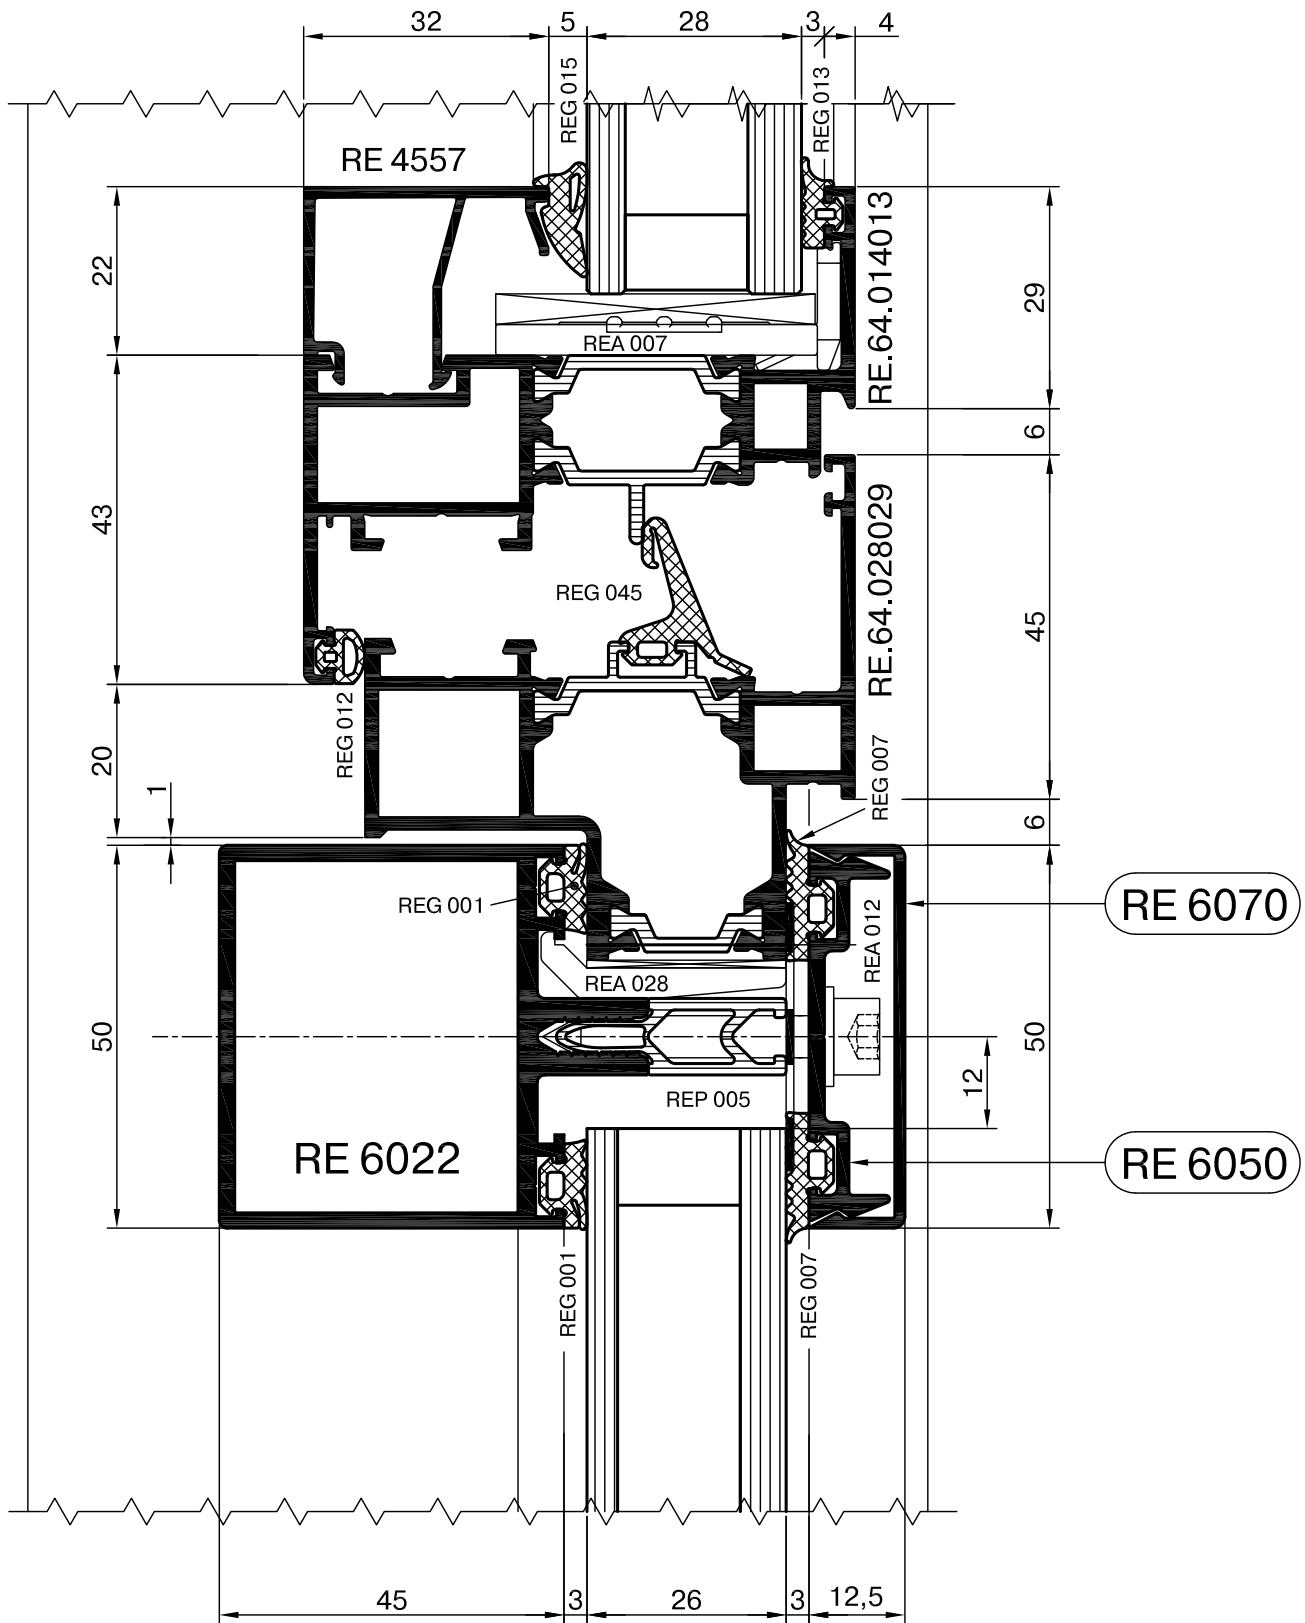 32
5
28
3
4
REG 015
REG 013
RE 4557
RE.64.014013
22
29
REA 007
6
43
RE.64.028029
REG 045
45
REG 012
20
REG 007
1
6
REG 001
REA 012
RE 6070
REA 028
50
50
12
REP 005
RE 6022
RE 6050
REG 001
REG 007
45
3
26
3
12,5